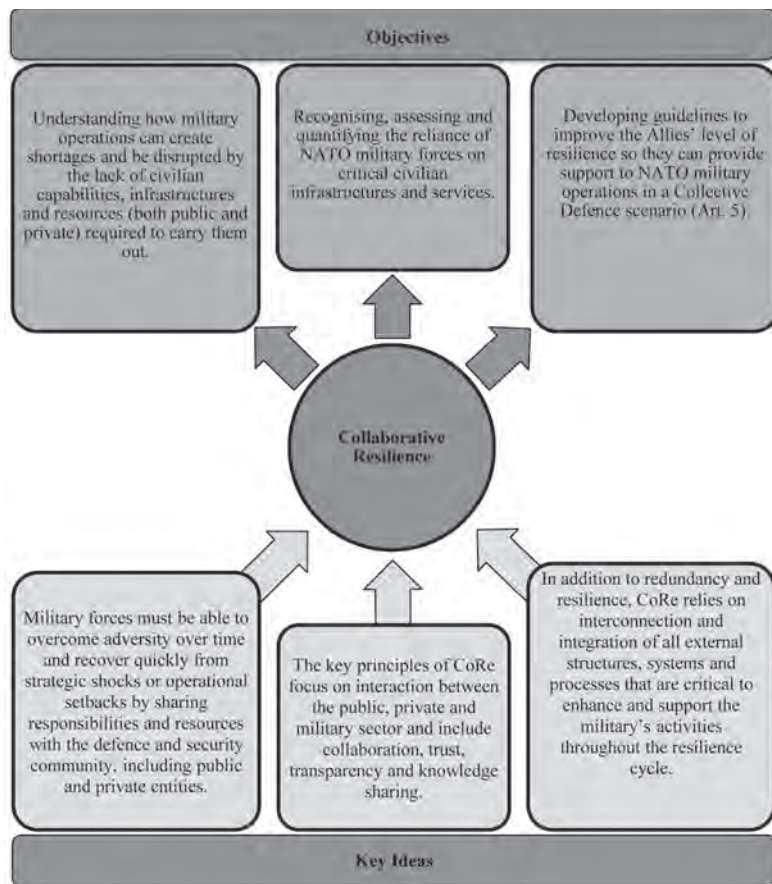 Objectives
Understanding how military
operations can create
shortages and be disrupted by
the lack of civilian
capabilities, infrastructures
and resources (both public and
private) required to carry them
out.
Recognising, assessing and
quantifying the reliance of
NATO military forces on
critical civilian
infrastructures and services.
Developing guidelines to
improve the Allies' level of
resilience so they can provide
support to NATO military
operations in a Collective
Defence scenario (Art. 5)
Collaborative
Resilience
Military forces must be able to
overcome adversity over time
and recover quickly from
strategic shocks or operational
setbacks by sharing
responsibilities and resources
with the defence and security
community, including public
and private entities.
The key principles of CoRe
focus on interaction between
the public, private and
military sector and include
collaboration, trust,
transparency and knowledge
sharing.
In addition to redundancy and
resilience, CoRe relies on
interconnection and
integration of all external
structures, systems and
processes that are critical to
enhance and support the
military's activities
throughout the resilience
cycle.
Key Ideas